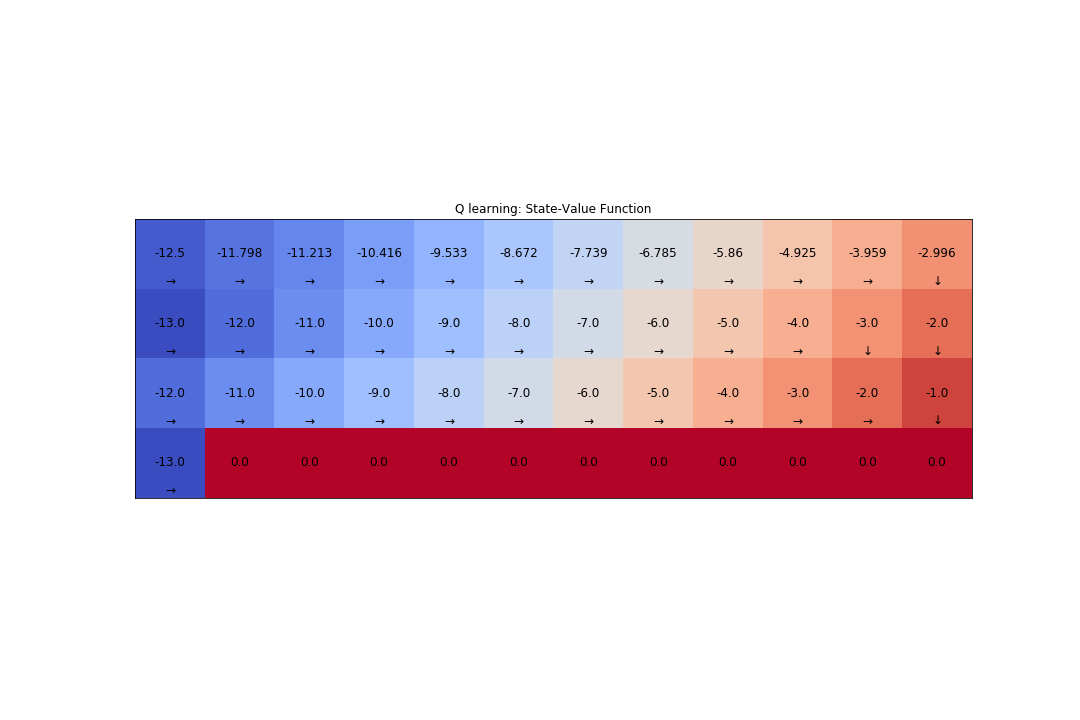 Q learning: State-Value Function
-12.5 -11.798 -11.213 -10.416 -9.533 -8.672 -7.739 -6.785 -5.86 -4.925 -3.959 -2.996
→ → → → → → → → → → → ↓
-13.0 -12.0 -11.0 -10.0 -9.0 -8.0 -7.0 -6.0 -5.0 -4.0 -3.0 -2.0
→ → → → → → → → → → ↓ ↓
-12.0 -11.0 -10.0 -9.0 -8.0 -7.0 -6.0 -5.0 -4.0 -3.0 -2.0 -1.0
→ → → → → → → → → → → ↓
-13.0 0.0 0.0 0.0 0.0 0.0 0.0 0.0 0.0 0.0 0.0 0.0
→